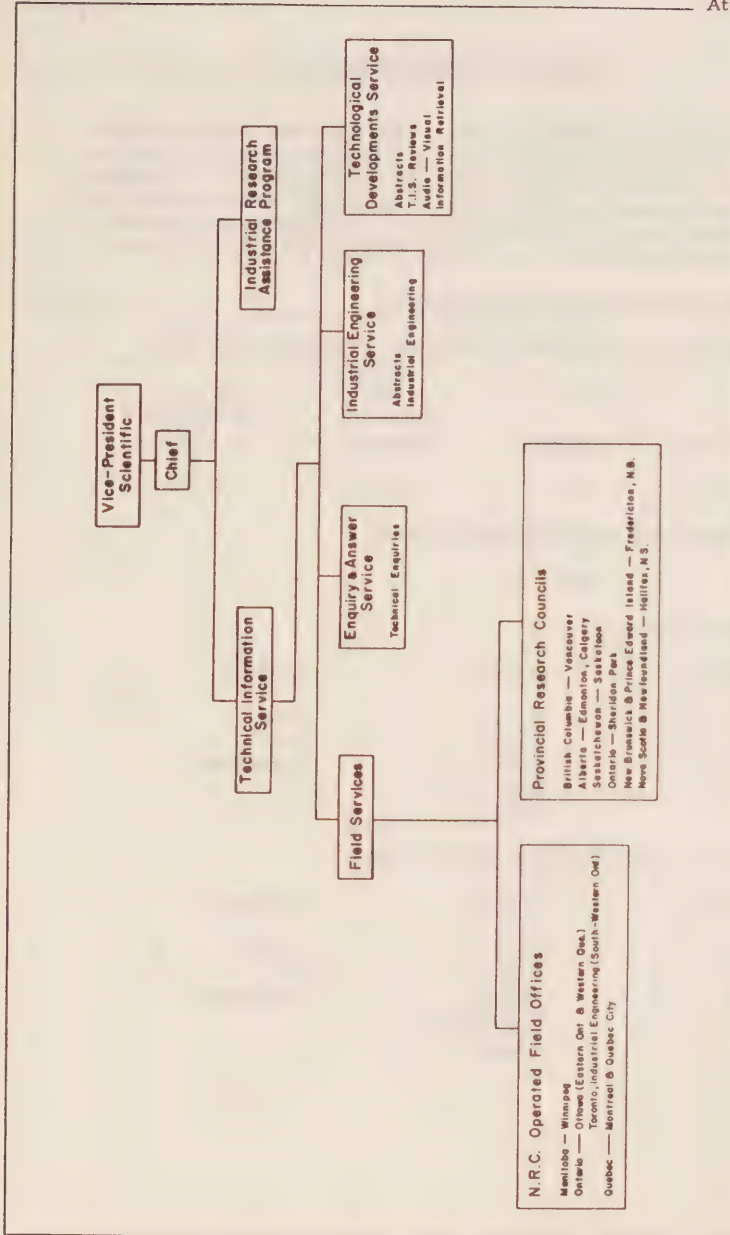 At
Vice-President
Scientific
Chief
Technical Information
Service
Industrial Research
Assistance Program
Field Services
Enquiry & Answer
Service
Technical Enquiries
Industrial Engineering
Service
Abstracts
Industrial Engineering
Technological
Developments Service
Abstracts
T.I.S. Reviews
Audio — Visual
Information Retrieval
N.R.C. Operated Field Offices
Manitoba — Winnipeg
Ontario — Ottawa (Eastern Ont & Western Que.)
Toronto, Industrial Engineering (South-Western Ont)
Quebec — Montreal & Quebec City
Provincial Research Councils
British Columbia — Vancouver
Alberta — Edmonton, Calgary
Saskatchewan — Saskatoon
Ontario — Sheridan Park
New Brunswick & Prince Edward Island — Fredericton, N.B.
Nova Scotia & Newfoundland — Halifax, N.S.